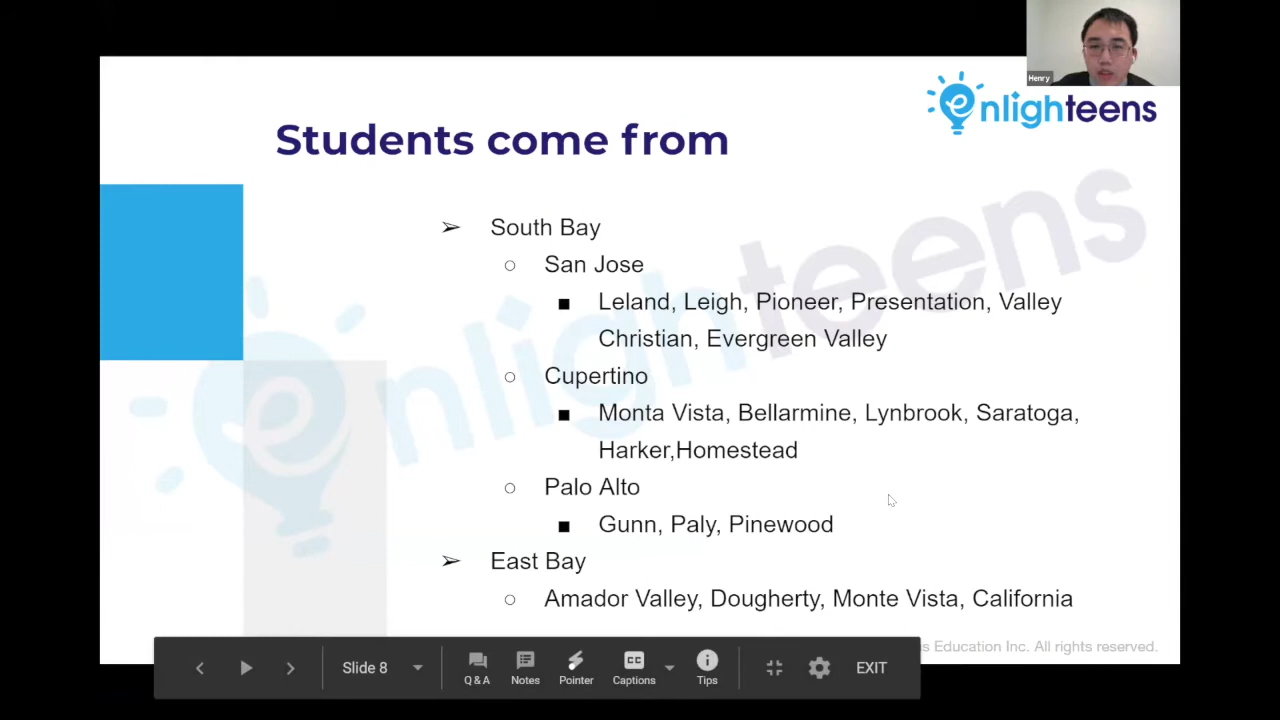 Henry
enlighteens
Students come from
➢ South Bay
○ San Jose
■ Leland, Leigh, Pioneer, Presentation, Valley
Christian, Evergreen Valley
○ Cupertino
■ Monta Vista, Bellarmine, Lynbrook, Saratoga,
Harker,Homestead
○ Palo Alto
■ Gunn, Paly, Pinewood
➢ East Bay
○ Amador Valley, Dougherty, Monte Vista, California
enlighteens
Education Inc. All rights reserved.
Slide 8
Q & A Notes Pointer CC Captions Tips EXIT